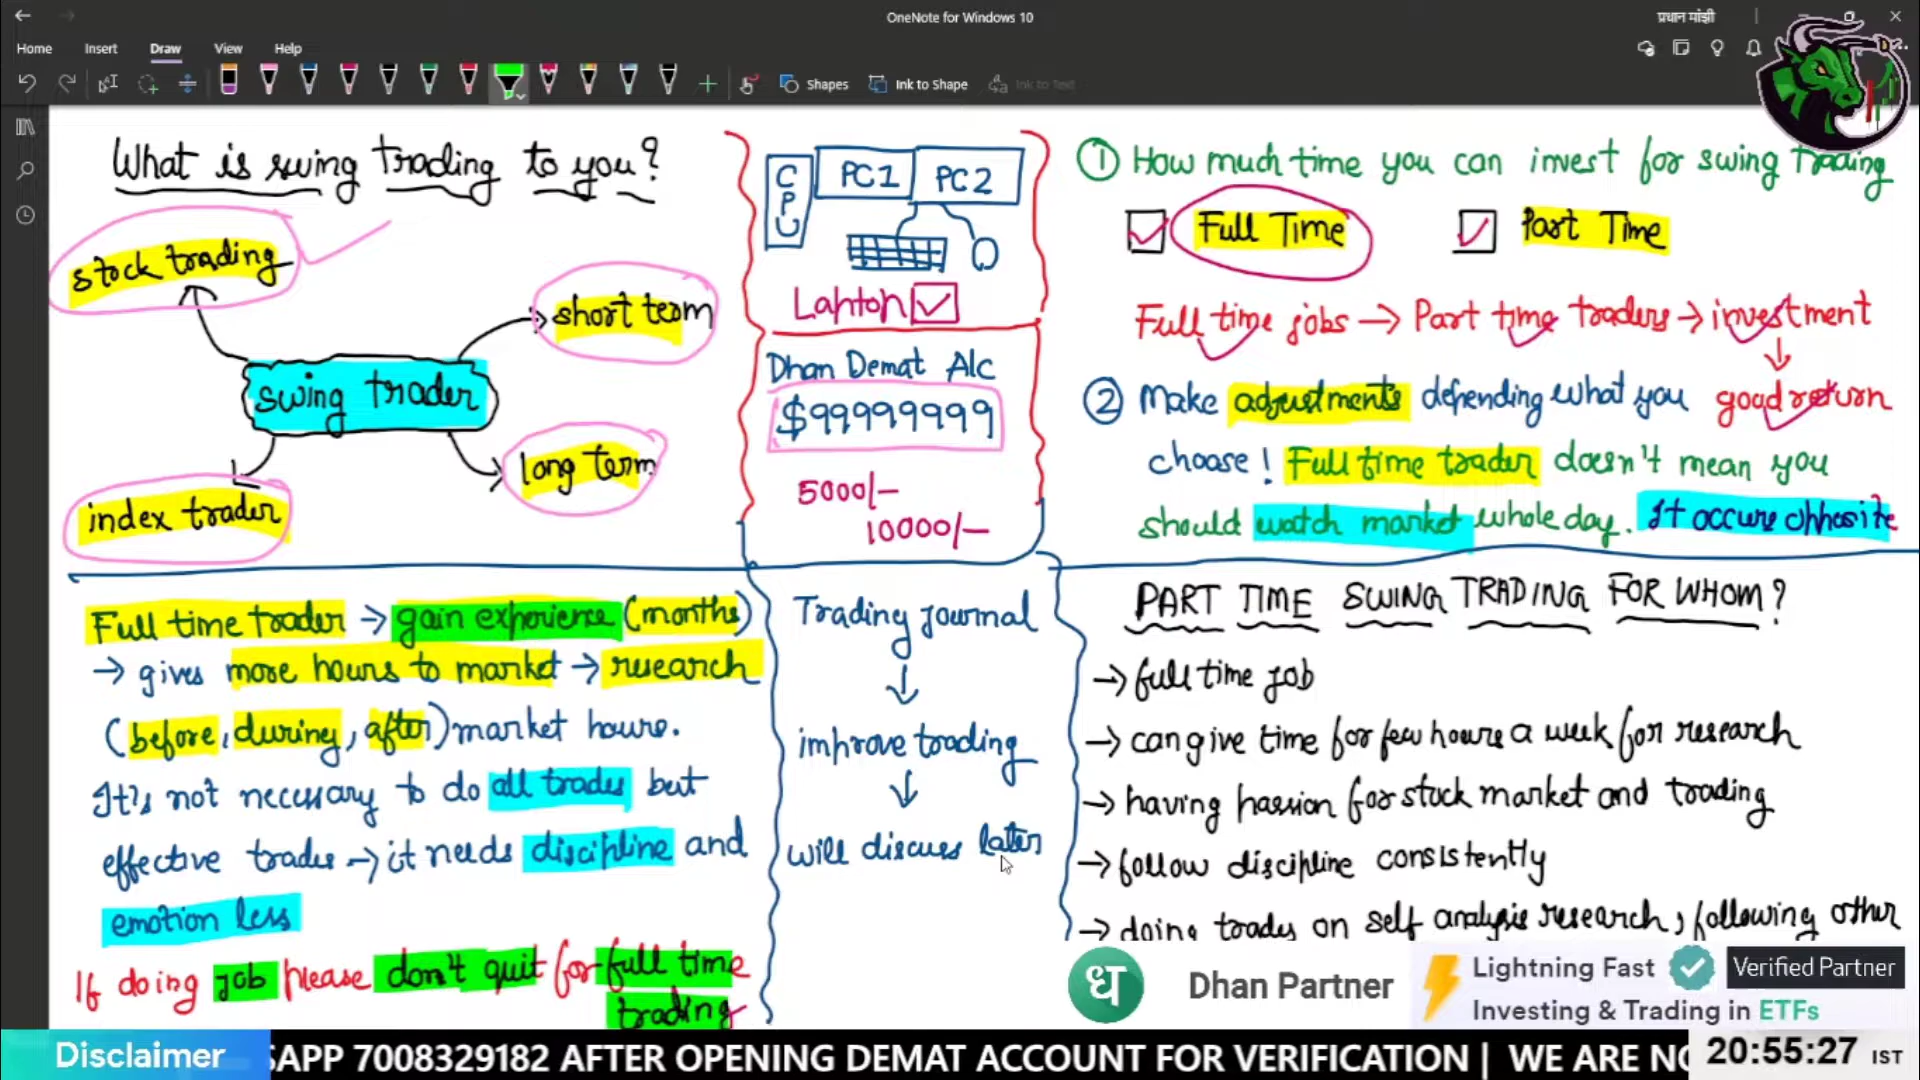 OneNote for Windows 10
प्रधान मांझी
Home Insert Draw View Help
Shapes Ink to Shape Ink to Text
What is swing trading to you?
stock trading
short term
swing trader
long term
index trader
CPU
PC1 PC2
Laptop
Dhan Demat A/c
$99999999
5000/-
10000/-
① How much time you can invest for swing trading
Full Time Part Time
Full time jobs → Part time traders → investment
↓
② Make adjustments depending what you good return
choose! Full time trader doesn't mean you
should watch market whole day. It occurs opposite
Full time trader → gain experience (months)
→ gives more hours to market → research
(before, during, after) market hours.
It's not necessary to do all trades but
effective trades → it needs discipline and
emotion less
If doing job please don't quit for full time
trading
Trading journal
↓
improve trading
↓
will discuss later
PART TIME SWING TRADING FOR WHOM?
→ full time job
→ can give time for few hours a week for research
→ having passion for stock market and trading
→ follow discipline consistently
→ doing trades on self analysis research, following other
ध Dhan Partner
Lightning Fast Verified Partner
Investing & Trading in ETFs
Disclaimer
SAPP 7008329182 AFTER OPENING DEMAT ACCOUNT FOR VERIFICATION | WE ARE NO
20:55:27 IST